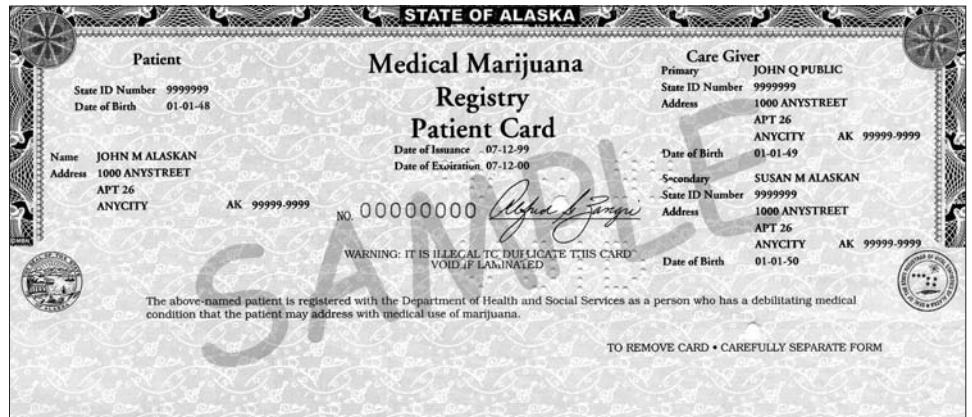 STATE OF ALASKA
Patient
State ID Number 9999999
Date of Birth 01-01-48
Name JOHN M ALASKAN
Address 1000 ANYSTREET
APT 26
ANYCITY AK 99999-9999
Medical Marijuana
Registry
Patient Card
Date of Issuance 07-12-99
Date of Expiration 07-12-00
NO. 000000000
WARNING: IT IS ILLEGAL TO DUPLICATE THIS CARD
VOID IF LAMINATED
Care Giver
Primary JOHN Q PUBLIC
State ID Number 9999999
Address 1000 ANYSTREET
APT 26
ANYCITY AK 99999-9999
Date of Birth 01-01-49
Secondary SUSAN M ALASKAN
State ID Number 9999999
Address 1000 ANYSTREET
APT 26
ANYCITY AK 99999-9999
Date of Birth 01-01-50
SAMPLE
The above-named patient is registered with the Department of Health and Social Services as a person who has a debilitating medical
condition that the patient may address with medical use of marijuana.
TO REMOVE CARD • CAREFULLY SEPARATE FORM